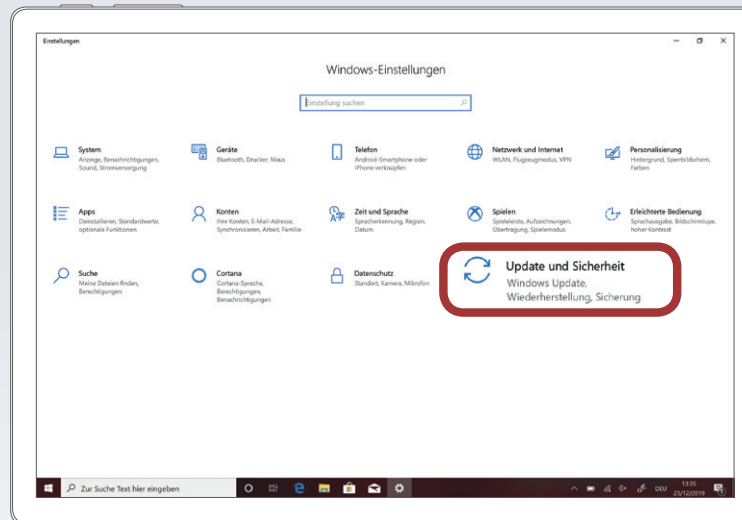 Einstellungen
Windows-Einstellungen
Einstellung suchen
System
Anzeige, Benachrichtigungen,
Sound, Stromversorgung
Geräte
Bluetooth, Drucker, Maus
Telefon
Android-Smartphone oder
iPhone verknüpfen
Netzwerk und Internet
WLAN, Flugzeugmodus, VPN
Personalisierung
Hintergrund, Sperrbildschirm,
Farben
Apps
Deinstallieren, Standardwerte,
optionale Funktionen
Konten
Ihre Konten, E-Mail-Adresse,
Synchronisieren, Arbeit, Familie
Zeit und Sprache
Spracherkennung, Region,
Datum
Spielen
Spieleleiste, Aufzeichnungen,
Übertragung, Spielemodus
Erleichterte Bedienung
Sprachausgabe, Bildschirmlupe,
hoher Kontrast
Suche
Meine Dateien finden,
Berechtigungen
Cortana
Cortana-Sprache,
Berechtigungen,
Benachrichtigungen
Datenschutz
Standort, Kamera, Mikrofon
Update und Sicherheit
Windows Update,
Wiederherstellung, Sicherung
Zur Suche Text hier eingeben
DEU
13:35
23/12/2019